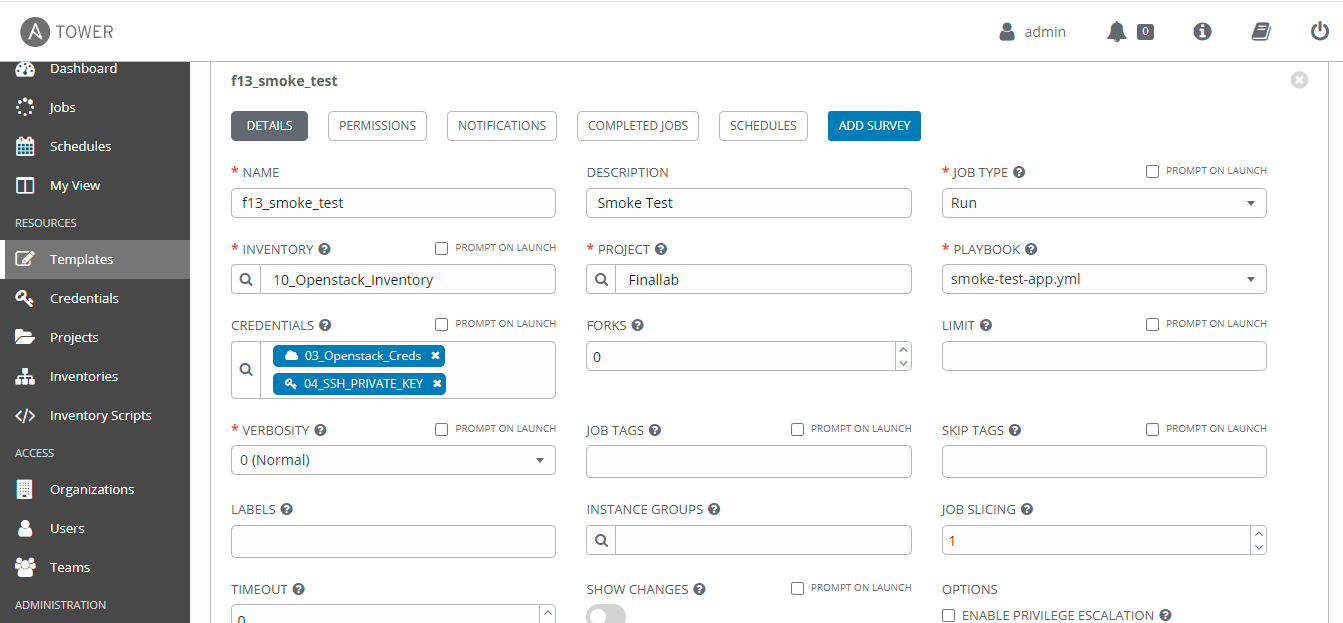 TOWER
admin
0
Dashboard
Jobs
Schedules
My View
RESOURCES
Templates
Credentials
Projects
Inventories
Inventory Scripts
ACCESS
Organizations
Users
Teams
ADMINISTRATION
f13_smoke_test
DETAILS PERMISSIONS NOTIFICATIONS COMPLETED JOBS SCHEDULES ADD SURVEY
* NAME DESCRIPTION * JOB TYPE PROMPT ON LAUNCH
f13_smoke_test Smoke Test Run
* INVENTORY PROMPT ON LAUNCH * PROJECT * PLAYBOOK
10_Openstack_Inventory Finallab smoke-test-app.yml
CREDENTIALS PROMPT ON LAUNCH FORKS LIMIT PROMPT ON LAUNCH
03_Openstack_Creds 0
04_SSH_PRIVATE_KEY
* VERBOSITY PROMPT ON LAUNCH JOB TAGS PROMPT ON LAUNCH SKIP TAGS PROMPT ON LAUNCH
0 (Normal)
LABELS INSTANCE GROUPS JOB SLICING
1
TIMEOUT SHOW CHANGES PROMPT ON LAUNCH OPTIONS
0 ENABLE PRIVILEGE ESCALATION